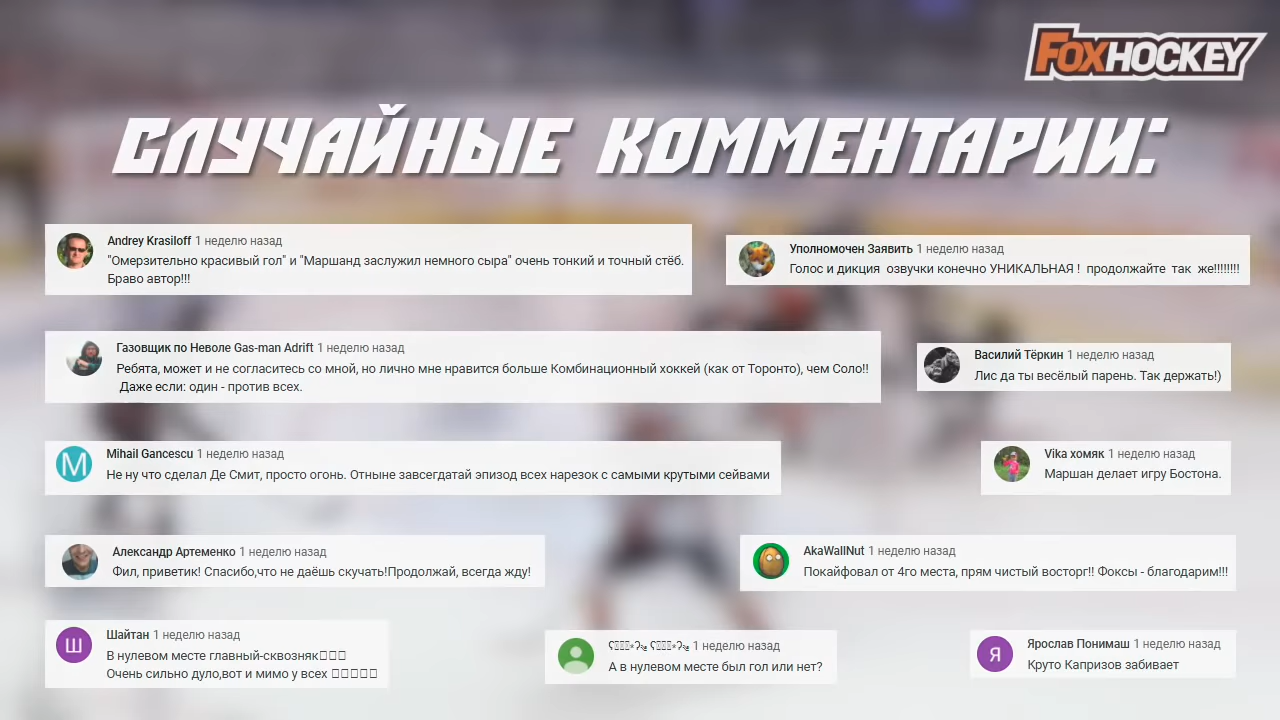 FOXHOCKEY
СЛУЧАЙНЫЕ КОММЕНТАРИИ:
Andrey Krasiloff 1 неделю назад
"Омерзительно красивый гол" и "Маршанд заслужил немного сыра" очень тонкий и точный стёб.
Браво автор!!!
Уполномочен Заявить 1 неделю назад
Голос и дикция озвучки конечно УНИКАЛЬНАЯ ! продолжайте так же!!!!!!!!
Газовщик по Неволе Gas-man Adrift 1 неделю назад
Ребята, может и не согласитесь со мной, но лично мне нравится больше Комбинационный хоккей (как от Торонто), чем Соло!!
Даже если: один - против всех.
Василий Тёркин 1 неделю назад
Лис да ты весёлый парень. Так держать!)
Mihail Gancescu 1 неделю назад
Не ну что сделал Де Смит, просто огонь. Отныне завсегдатай эпизод всех нарезок с самыми крутыми сейвами
Vika хомяк 1 неделю назад
Маршан делает игру Бостона.
Александр Артеменко 1 неделю назад
Фил, приветик! Спасибо,что не даёшь скучать!Продолжай, всегда жду!
AkaWallNut 1 неделю назад
Покайфовал от 4го места, прям чистый восторг!! Фоксы - благодарим!!!
Шайтан 1 неделю назад
В нулевом месте главный-сквозняк
Очень сильно дуло,вот и мимо у всех
1 неделю назад
А в нулевом месте был гол или нет?
Ярослав Понимаш 1 неделю назад
Круто Капризов забивает